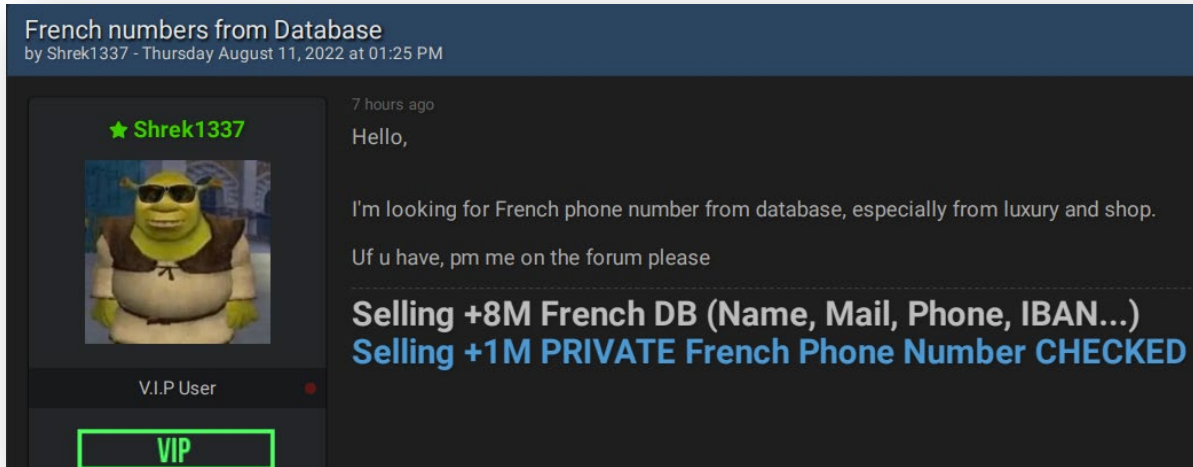 French numbers from Database
by Shrek1337 - Thursday August 11, 2022 at 01:25 PM
Shrek1337
V.I.P User
VIP
7 hours ago
Hello,
I'm looking for French phone number from database, especially from luxury and shop.
Uf u have, pm me on the forum please
Selling +8M French DB (Name, Mail, Phone, IBAN...)
Selling +1M PRIVATE French Phone Number CHECKED